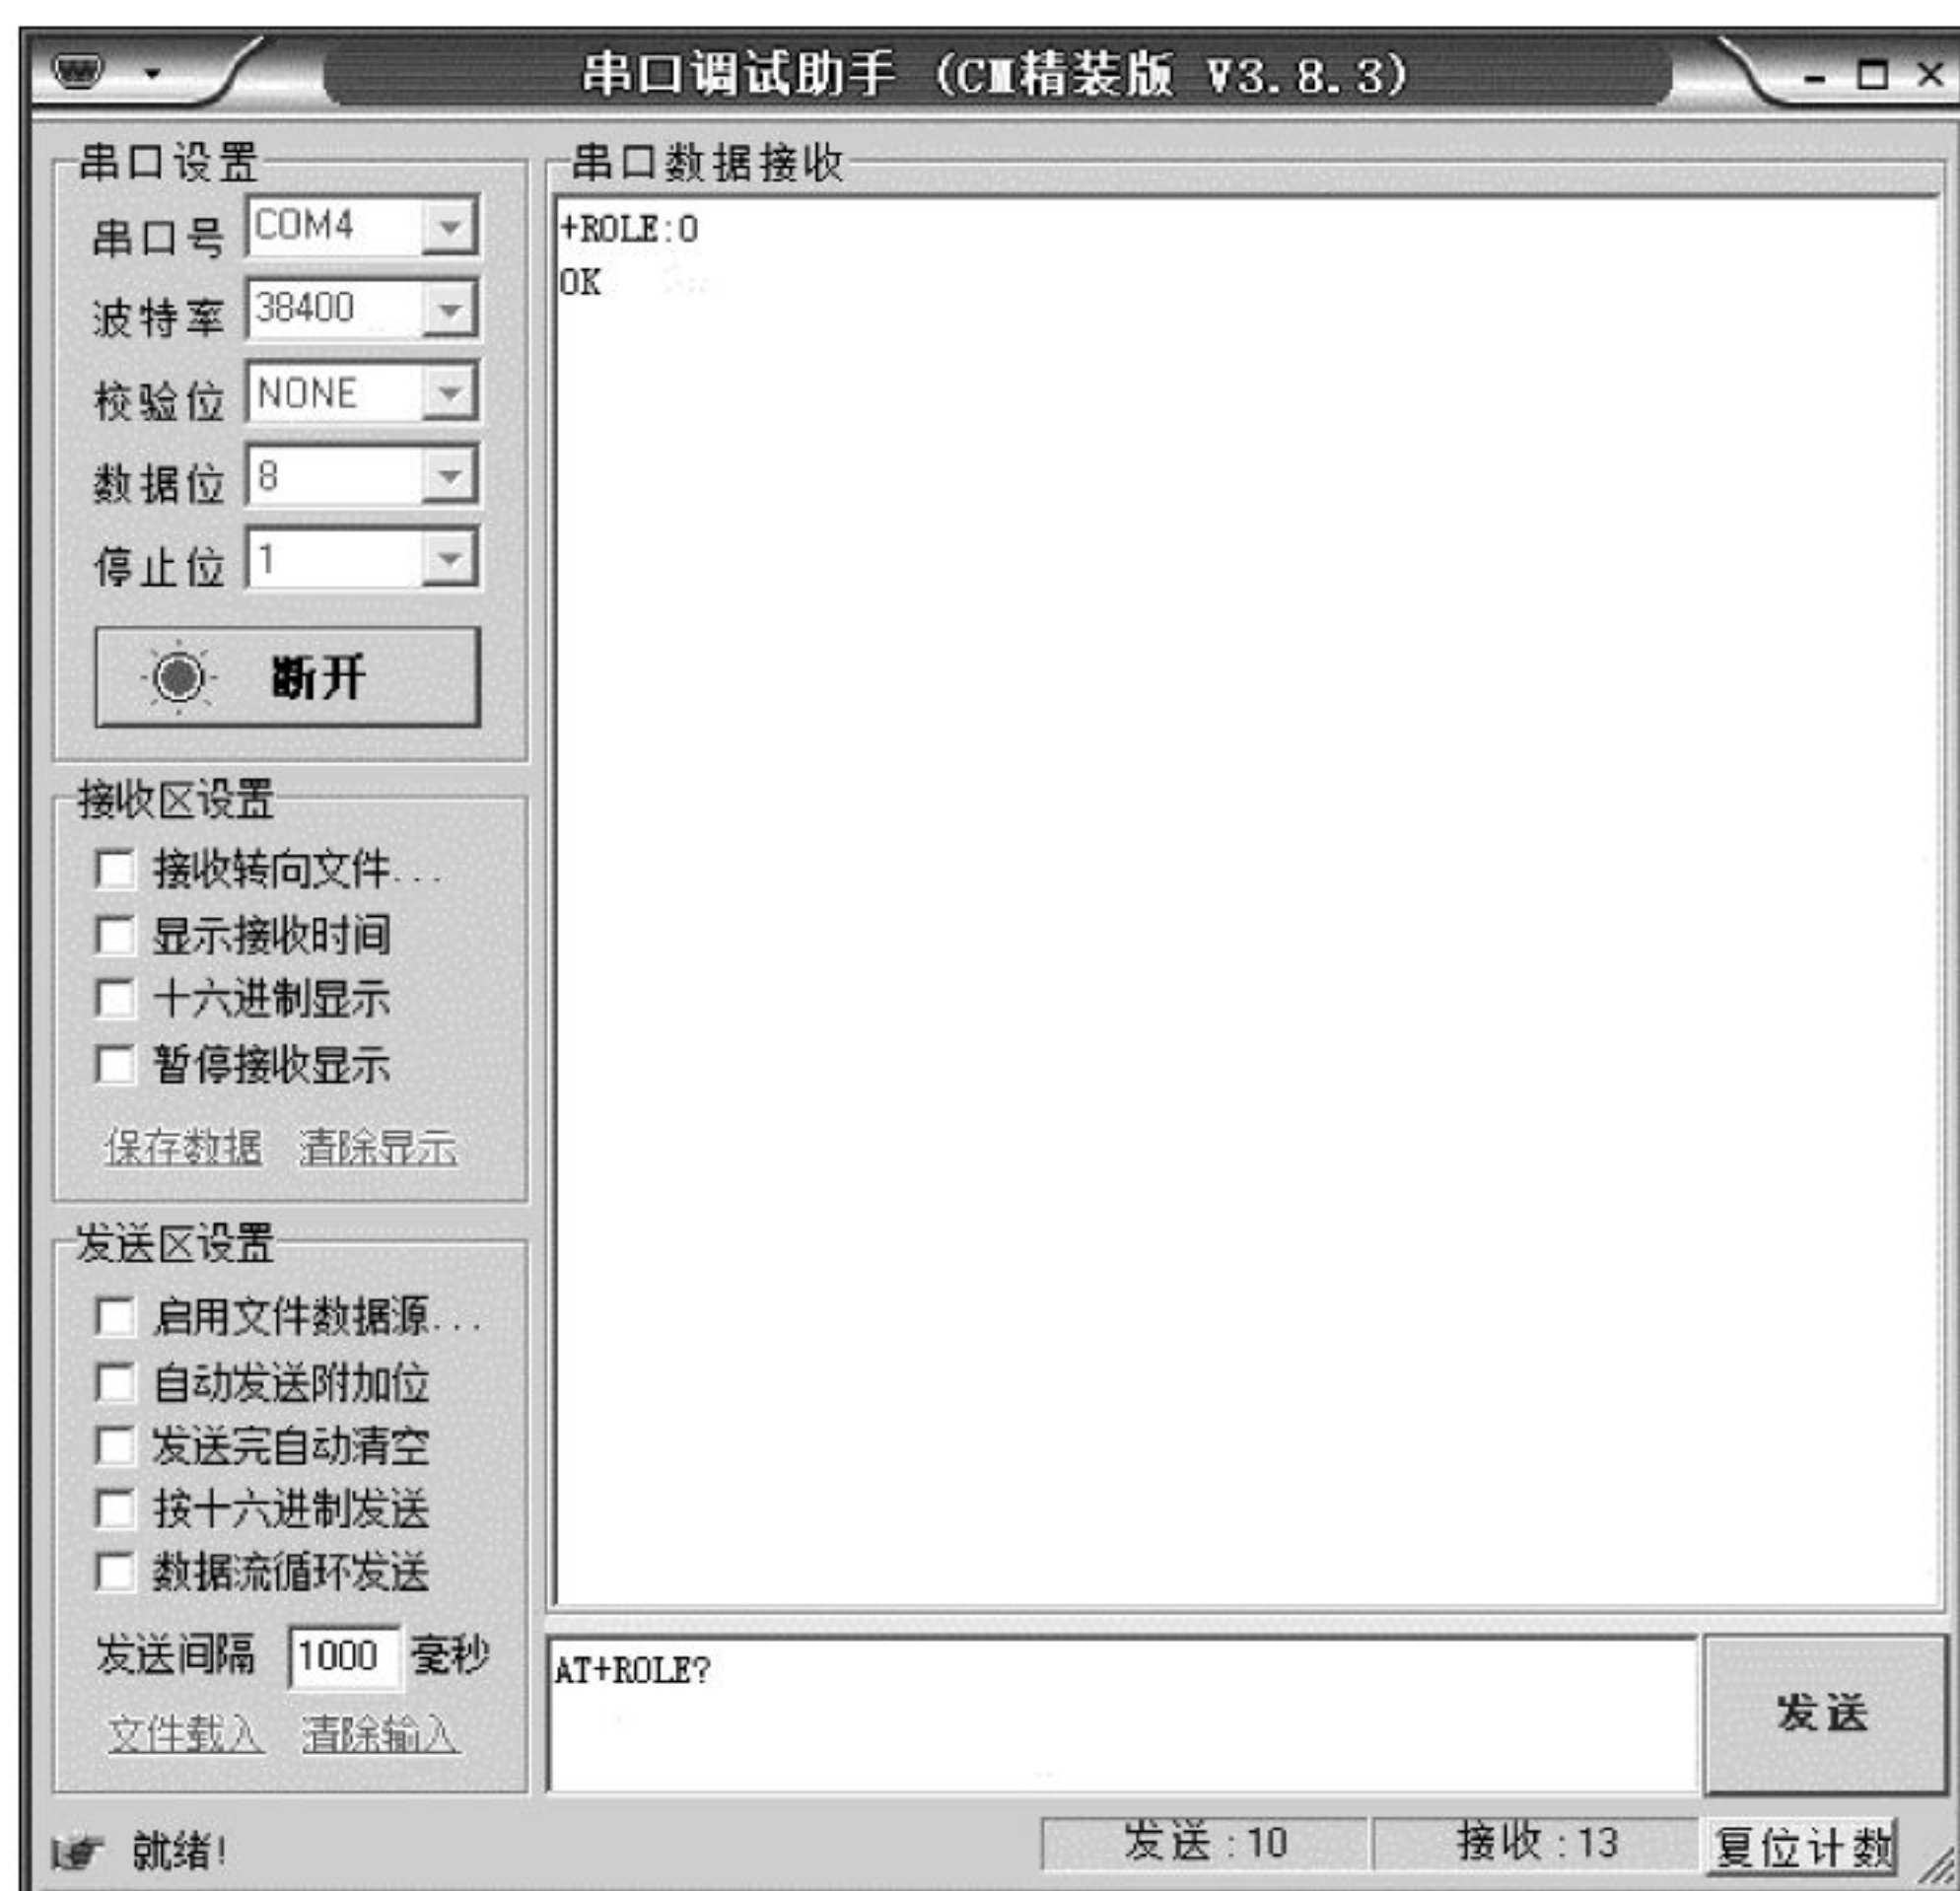 串口调试助手 (CM精装版 V3.8.3)
串口设置
串口号 COM4
波特率 38400
校验位 NONE
数据位 8
停止位 1
断开
接收区设置
接收转向文件...
显示接收时间
十六进制显示
暂停接收显示
保存数据 清除显示
发送区设置
启用文件数据源...
自动发送附加位
发送完自动清空
按十六进制发送
数据流循环发送
发送间隔 1000 毫秒
文件载入 清除输入
串口数据接收
+ROLE:0
OK
AT+ROLE?
发送
就绪!
发送:10
接收:13
复位计数